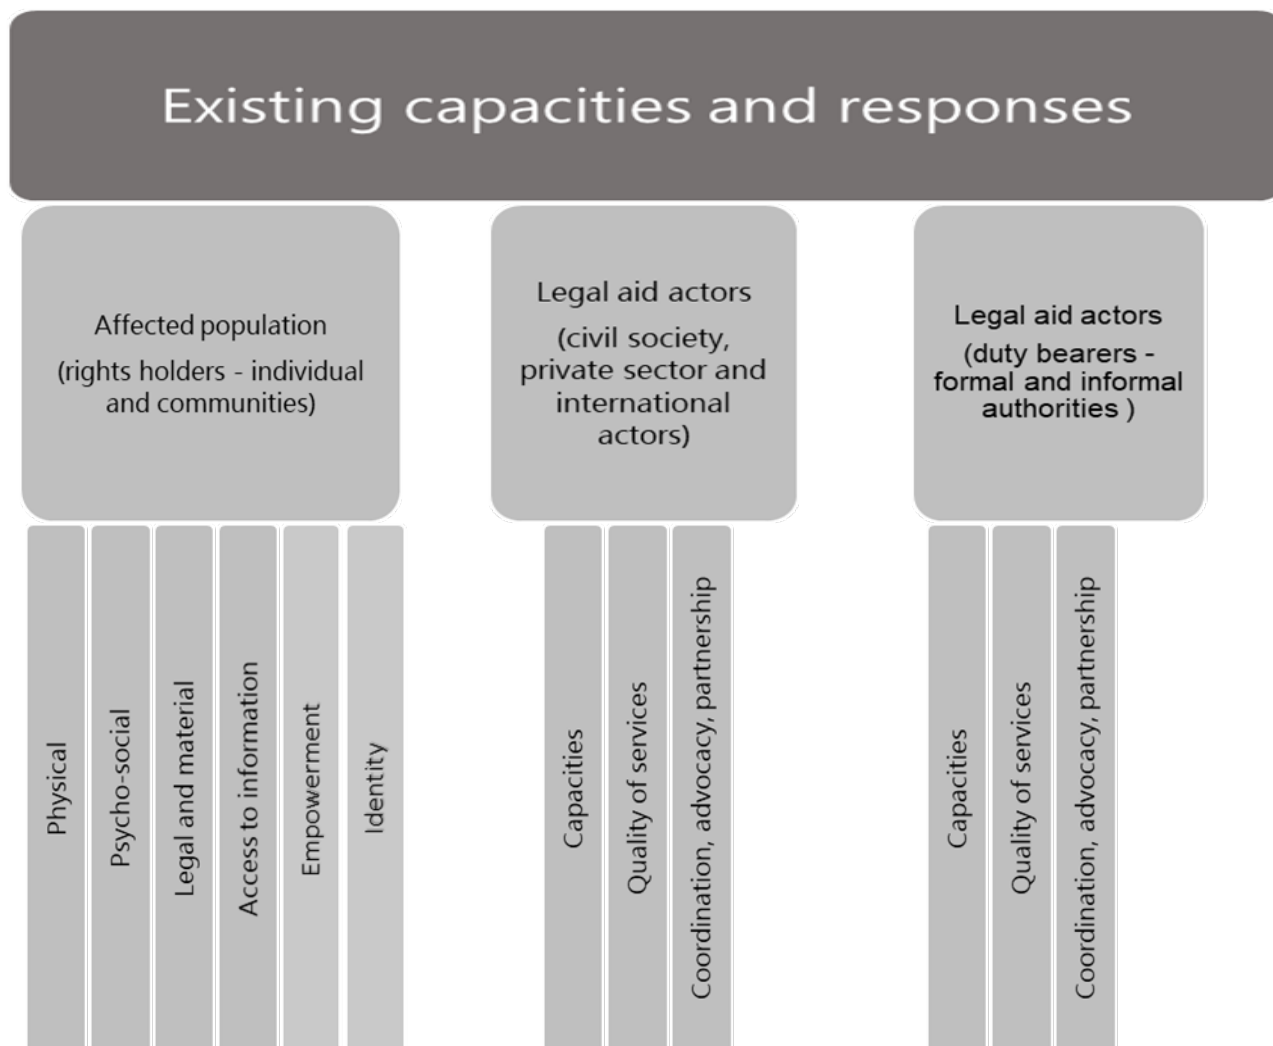 Existing capacities and responses
Affected population
(rights holders - individual
and communities)
Legal aid actors
(civil society,
private sector and
international
actors)
Legal aid actors
(duty bearers -
formal and informal
authorities )
Physical
Psycho-social
Legal and material
Access to information
Empowerment
Identity
Capacities
Quality of services
Coordination, advocacy, partnership
Capacities
Quality of services
Coordination, advocacy, partnership